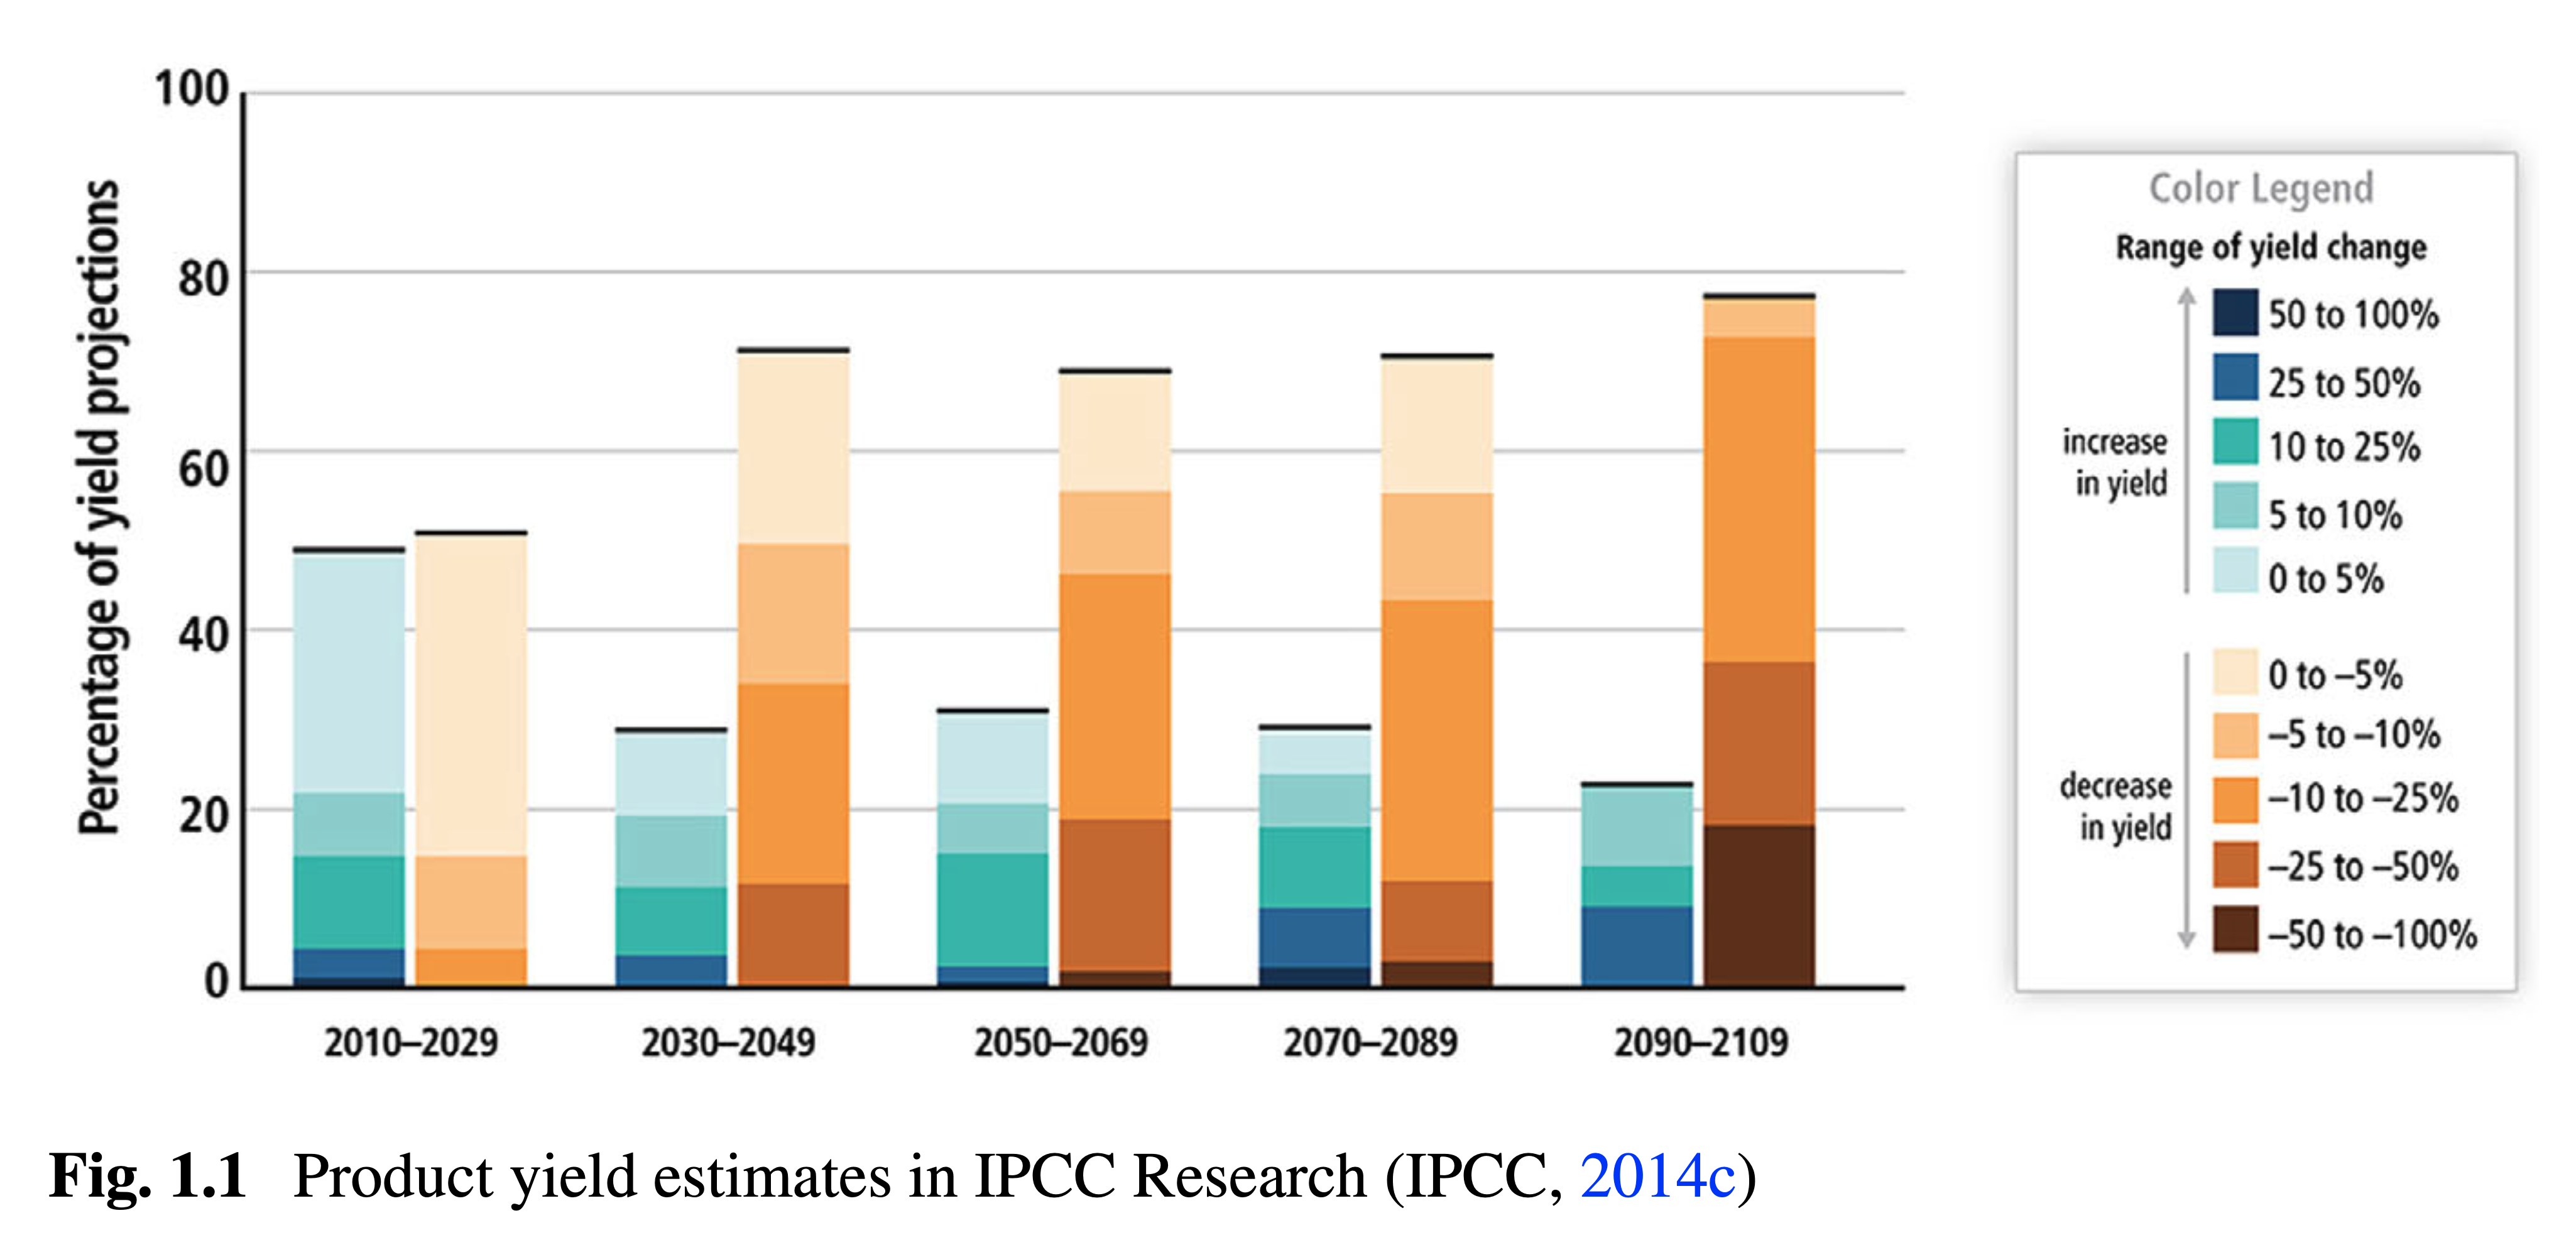 100
80
60
40
20
0
Percentage of yield projections
2010–2029
2030–2049
2050–2069
2070–2089
2090–2109
Color Legend
Range of yield change
increase
in yield
50 to 100%
25 to 50%
10 to 25%
5 to 10%
0 to 5%
decrease
in yield
0 to –5%
–5 to –10%
–10 to –25%
–25 to –50%
–50 to –100%
Fig. 1.1 Product yield estimates in IPCC Research (IPCC, 2014c)